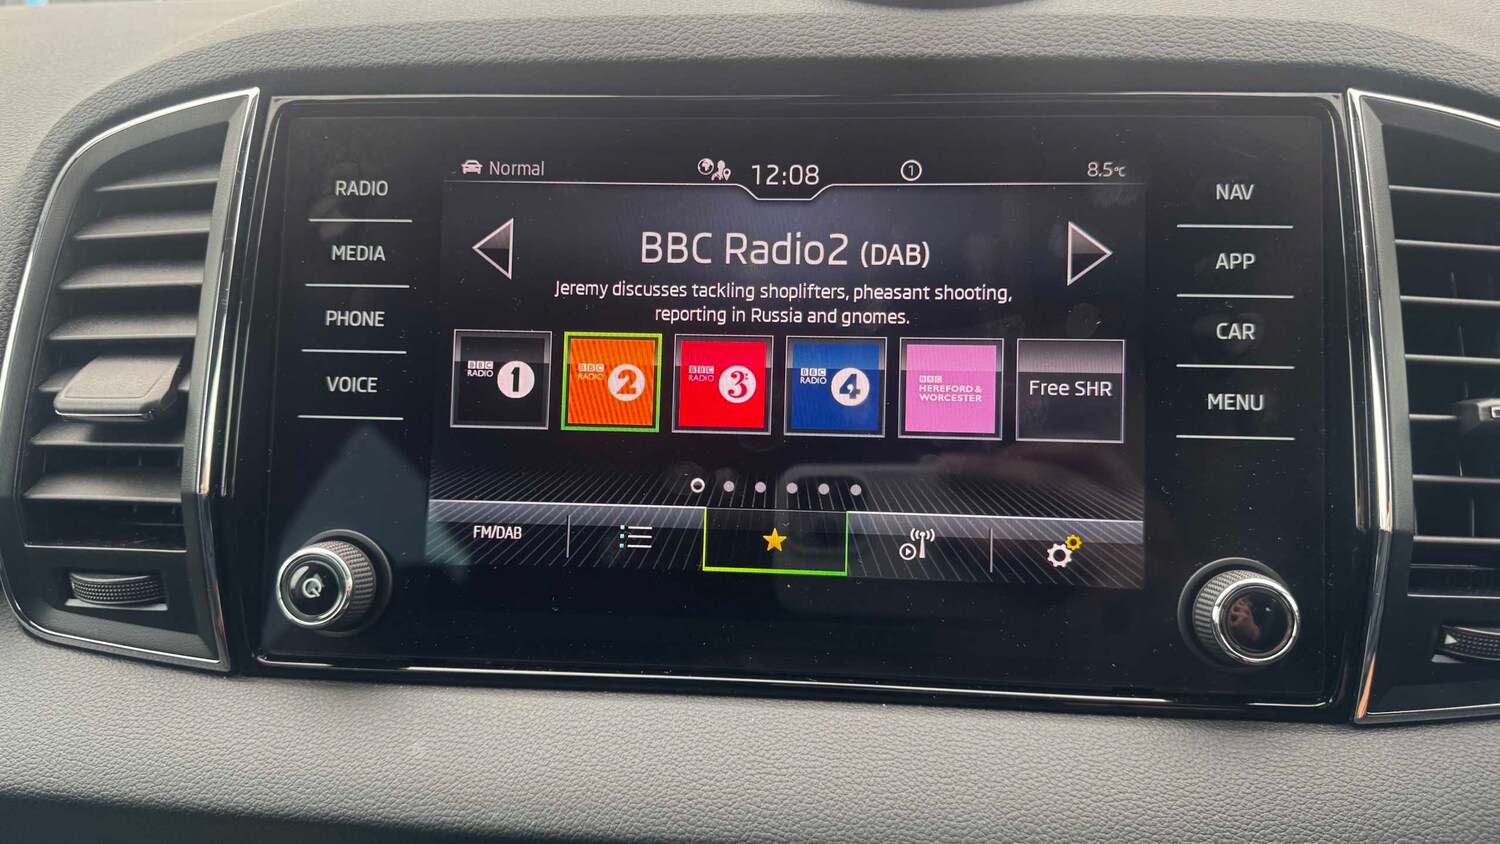 Normal
12:08
1
8.5°C
RADIO
MEDIA
PHONE
VOICE
BBC Radio2 (DAB)
Jeremy discusses tackling shoplifters, pheasant shooting,
reporting in Russia and gnomes.
BBC
RADIO
1
BBC
RADIO
2
BBC
RADIO
3
BBC
RADIO
4
BBC
HEREFORD &
WORCESTER
Free SHR
FM/DAB
NAV
APP
CAR
MENU